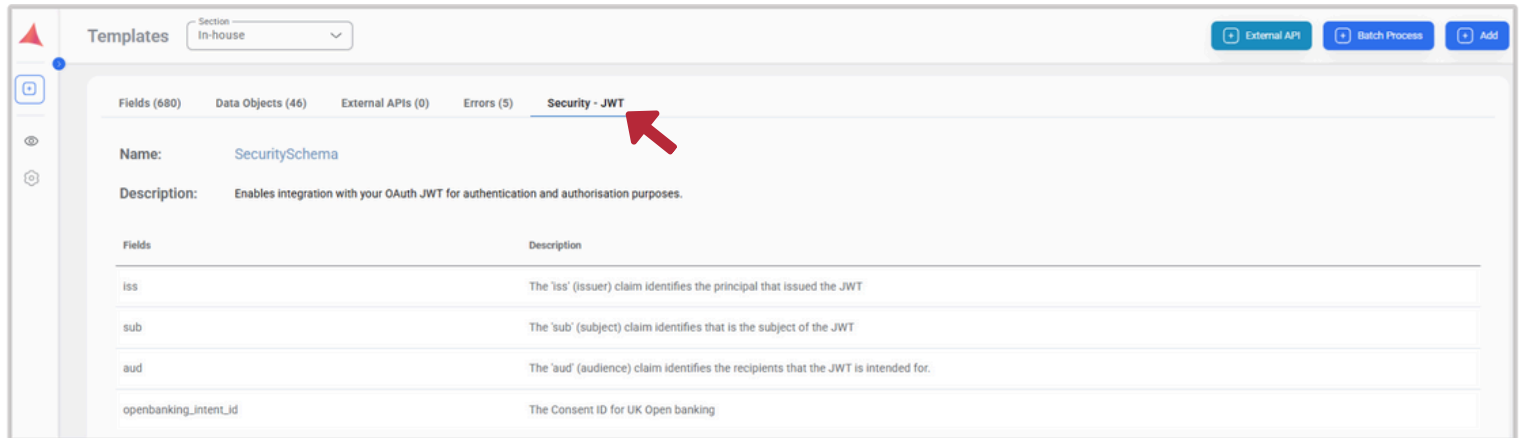 Templates
Section
In-house
External API
Batch Process
Add
Fields (680) Data Objects (46) External APIs (0) Errors (5) Security - JWT
Name: SecuritySchema
Description: Enables integration with your OAuth JWT for authentication and authorisation purposes.
Fields Description
iss The 'iss' (issuer) claim identifies the principal that issued the JWT
sub The 'sub' (subject) claim identifies that is the subject of the JWT
aud The 'aud' (audience) claim identifies the recipients that the JWT is intended for.
openbanking_intent_id The Consent ID for UK Open banking